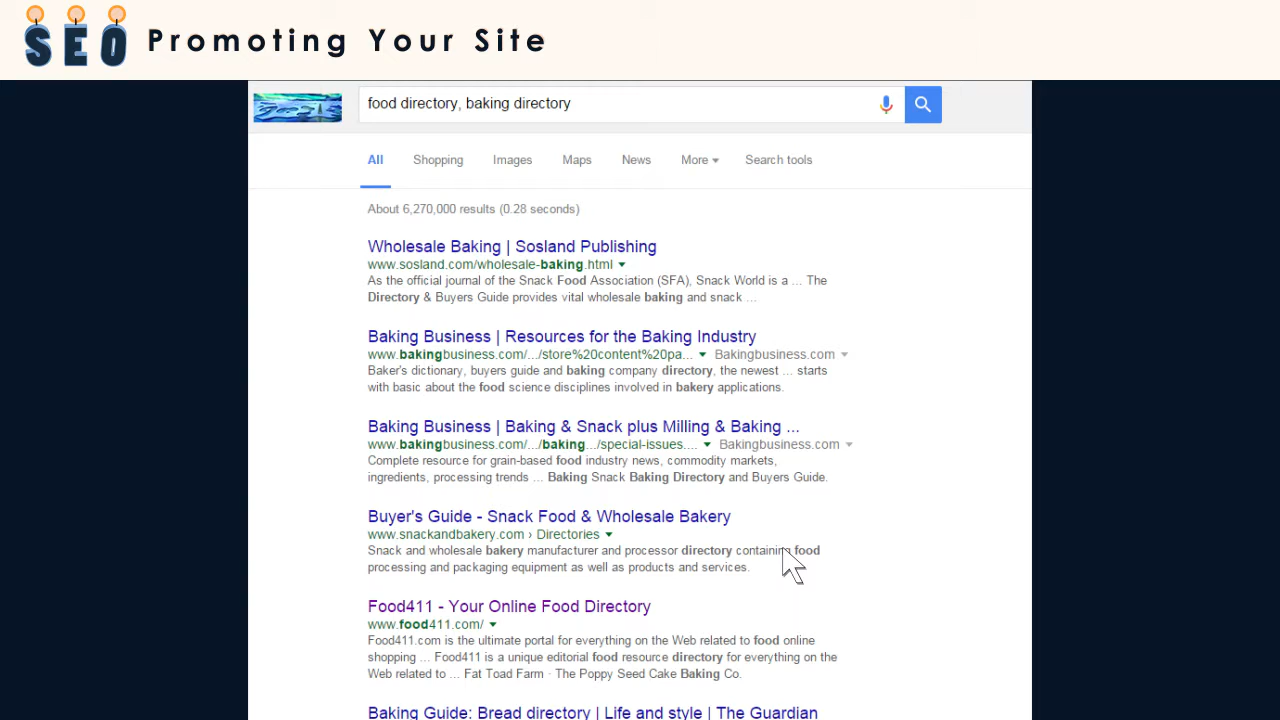 SEO Promoting Your Site
food directory, baking directory
All Shopping Images Maps News More Search tools
About 6,270,000 results (0.28 seconds)
Wholesale Baking | Sosland Publishing
www.sosland.com/wholesale-baking.html
As the official journal of the Snack Food Association (SFA), Snack World is a ... The
Directory & Buyers Guide provides vital wholesale baking and snack ...
Baking Business | Resources for the Baking Industry
www.bakingbusiness.com/.../store%20content%20pa... Bakingbusiness.com
Baker's dictionary, buyers guide and baking company directory, the newest ... starts
with basic about the food science disciplines involved in bakery applications.
Baking Business | Baking & Snack plus Milling & Baking ...
www.bakingbusiness.com/.../baking.../special-issues.... Bakingbusiness.com
Complete resource for grain-based food industry news, commodity markets,
ingredients, processing trends ... Baking Snack Baking Directory and Buyers Guide.
Buyer's Guide - Snack Food & Wholesale Bakery
www.snackandbakery.com › Directories
Snack and wholesale bakery manufacturer and processor directory containing food
processing and packaging equipment as well as products and services.
Food411 - Your Online Food Directory
www.food411.com/
Food411.com is the ultimate portal for everything on the Web related to food online
shopping ... Food411 is a unique editorial food resource directory for everything on the
Web related to ... Fat Toad Farm · The Poppy Seed Cake Baking Co.
Baking Guide: Bread directory | Life and style | The Guardian